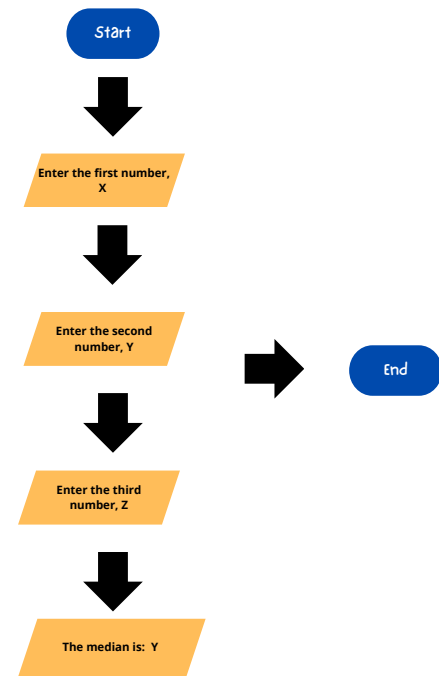 Start
Enter the first number,
X
Enter the second
number, Y
End
Enter the third
number, Z
The median is: Y